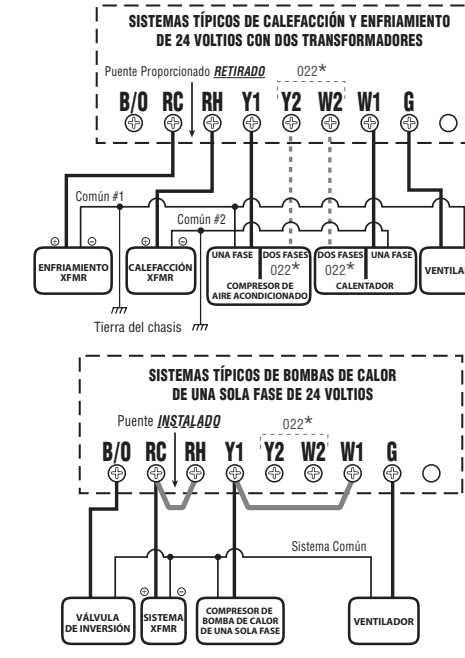 SISTEMAS TÍPICOS DE CALEFACCIÓN Y ENFRIAMIENTO
DE 24 VOLTIOS CON DOS TRANSFORMADORES
Puente Proporcionado RETIRADO
022*
B/O RC RH Y1 Y2 W2 W1 G
Común #1
Común #2
ENFRIAMIENTO
XFMR
CALEFACCIÓN
XFMR
UNA FASE
DOS FASES
022*
COMPRESOR DE
AIRE ACONDICIONADO
DOS FASES
UNA FASE
022*
CALENTADOR
VENTILA
Tierra del chasis
SISTEMAS TÍPICOS DE BOMBAS DE CALOR
DE UNA SOLA FASE DE 24 VOLTIOS
Puente INSTALADO
022*
B/O RC RH Y1 Y2 W2 W1 G
Sistema Común
VÁLVULA
DE INVERSIÓN
SISTEMA
XFMR
COMPRESOR DE
BOMBA DE CALOR
DE UNA SOLA FASE
VENTILADOR